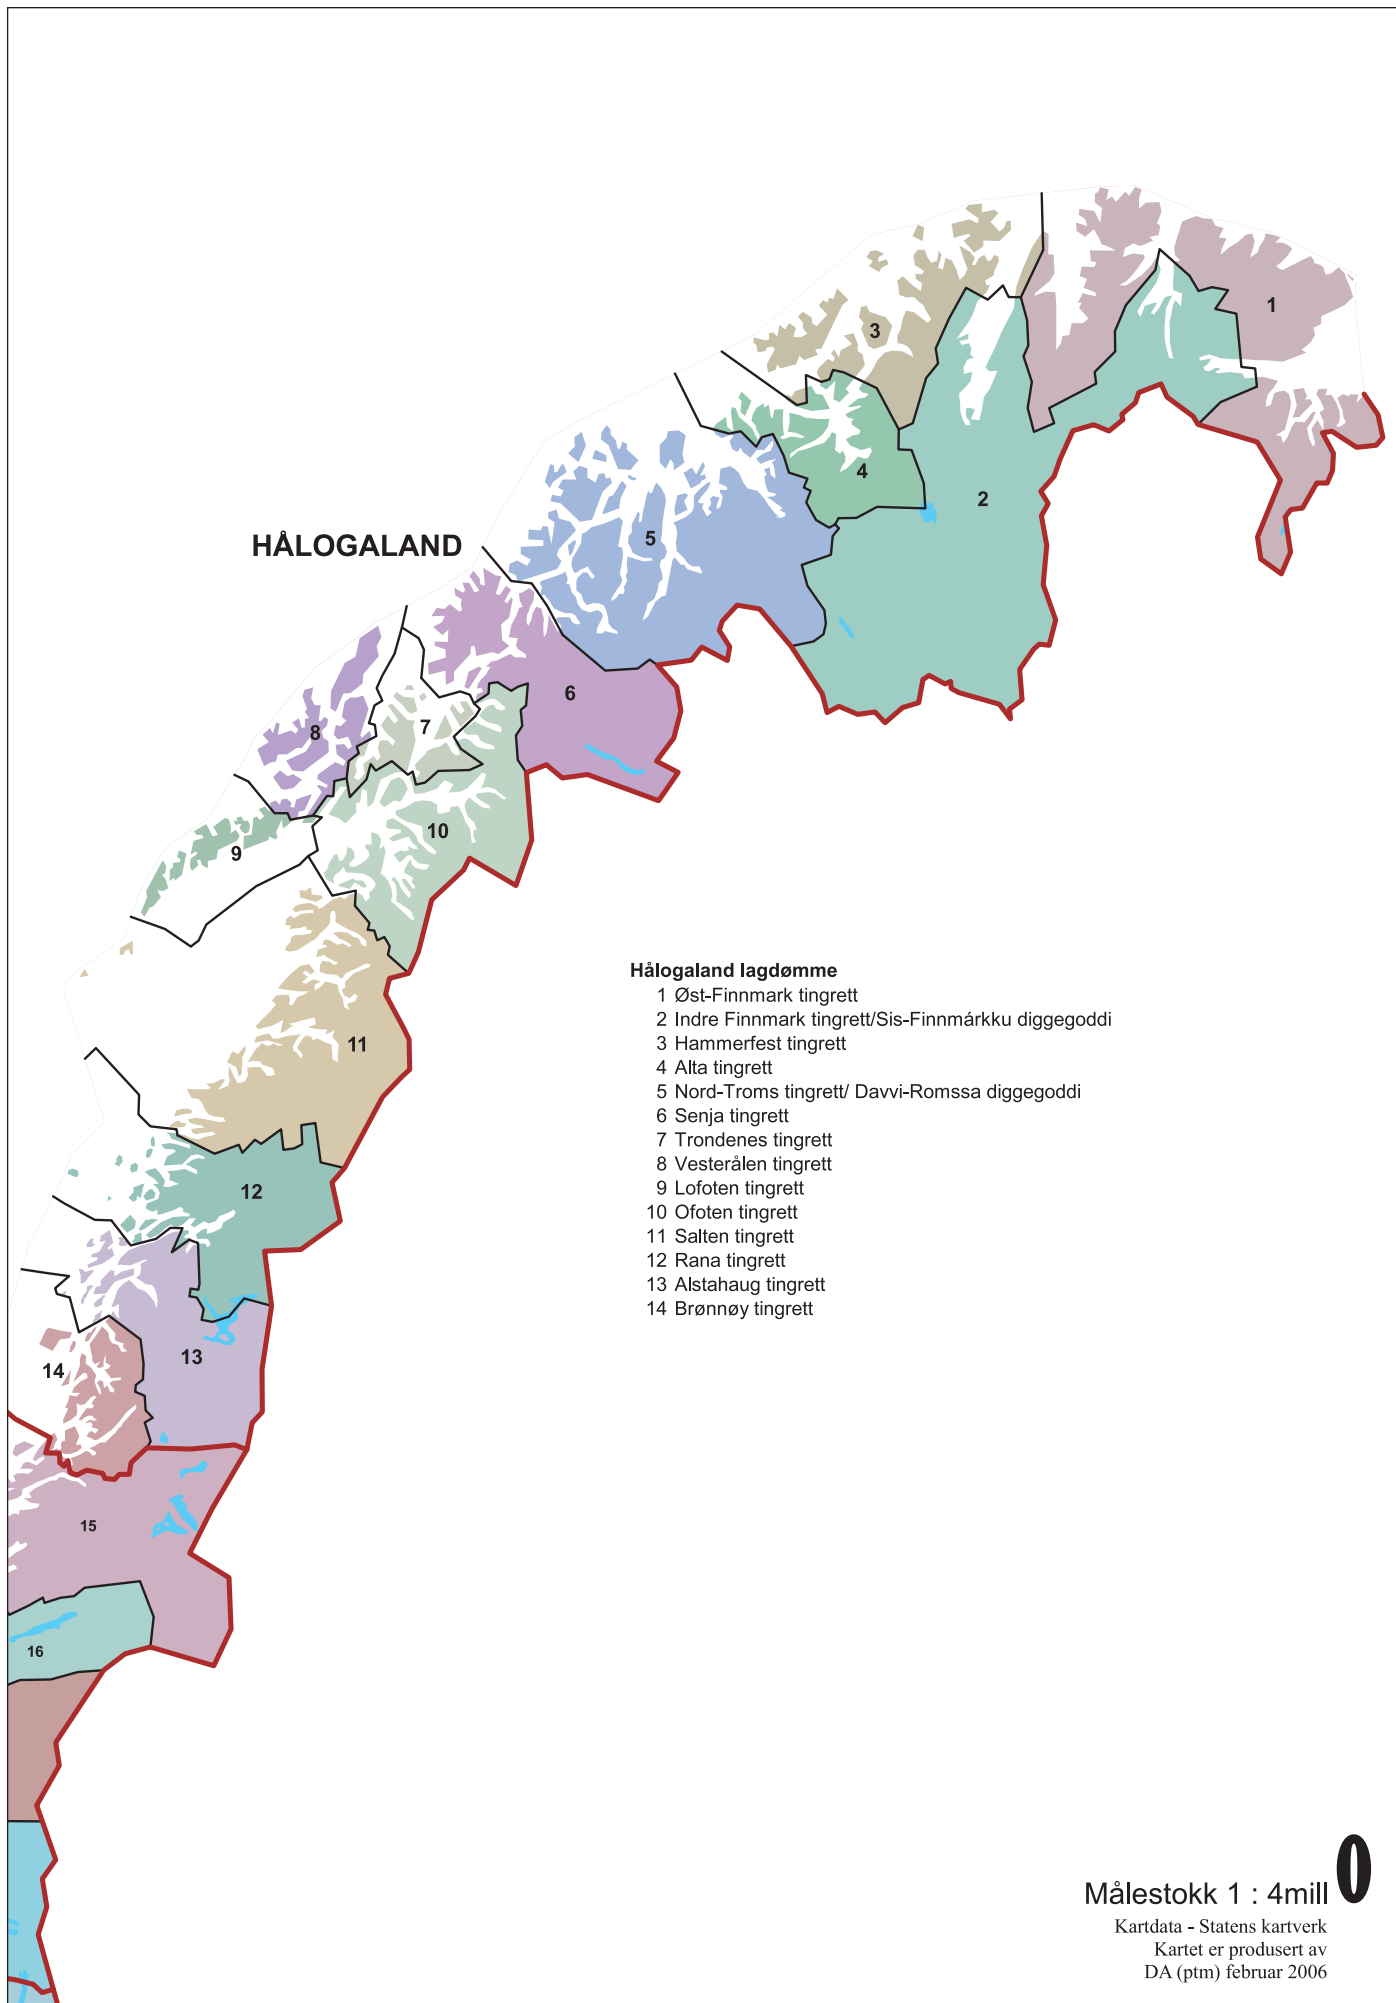 1
3
4
2
HÅLOGALAND
5
6
7
8
10
9
Hålogaland lagdømme
1 Øst-Finnmark tingrett
2 Indre Finnmark tingrett/Sis-Finnmárkku diggegoddi
3 Hammerfest tingrett
4 Alta tingrett
5 Nord-Troms tingrett/ Davvi-Romssa diggegoddi
6 Senja tingrett
7 Trondenes tingrett
8 Vesterålen tingrett
9 Lofoten tingrett
10 Ofoten tingrett
11 Salten tingrett
12 Rana tingrett
13 Alstahaug tingrett
14 Brønnøy tingrett
11
12
13
14
15
16
Målestokk 1 : 4mill
0
Kartdata - Statens kartverk
Kartet er produsert av
DA (ptm) februar 2006